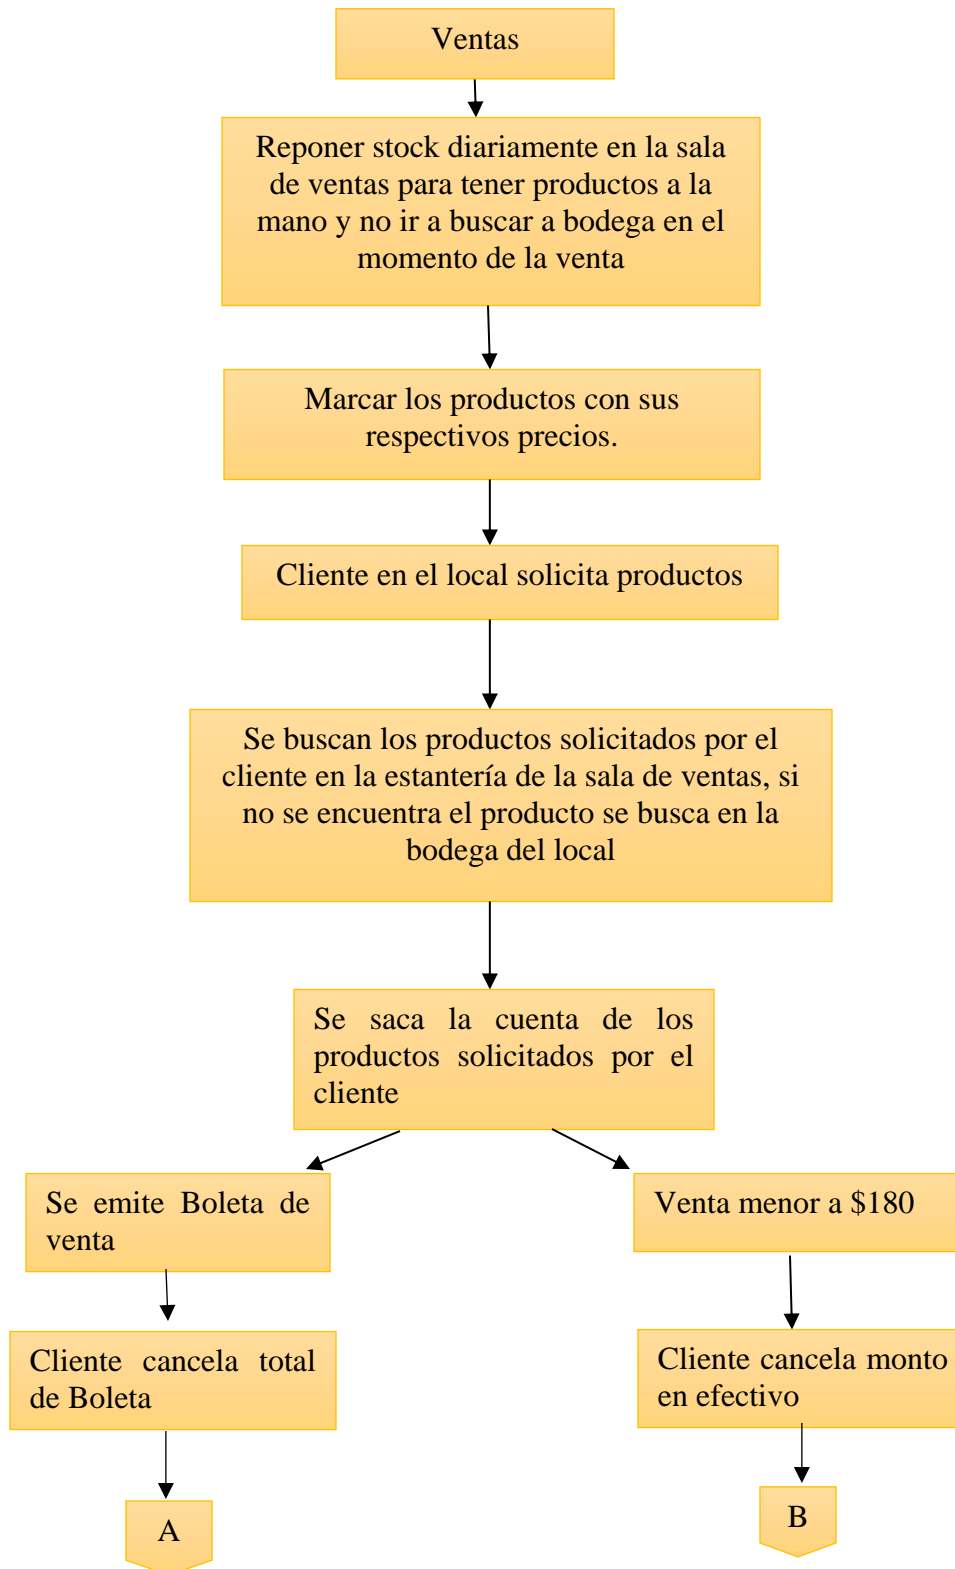 Ventas
Reponer stock diariamente en la sala
de ventas para tener productos a la
mano y no ir a buscar a bodega en el
momento de la venta
Marcar los productos con sus
respectivos precios.
Cliente en el local solicita productos
Se buscan los productos solicitados por el
cliente en la estantería de la sala de ventas, si
no se encuentra el producto se busca en la
bodega del local
Se saca la cuenta de los
productos solicitados por el
cliente
Se emite Boleta de
venta
Venta menor a $180
Cliente cancela total
de Boleta
Cliente cancela monto
en efectivo
A
B